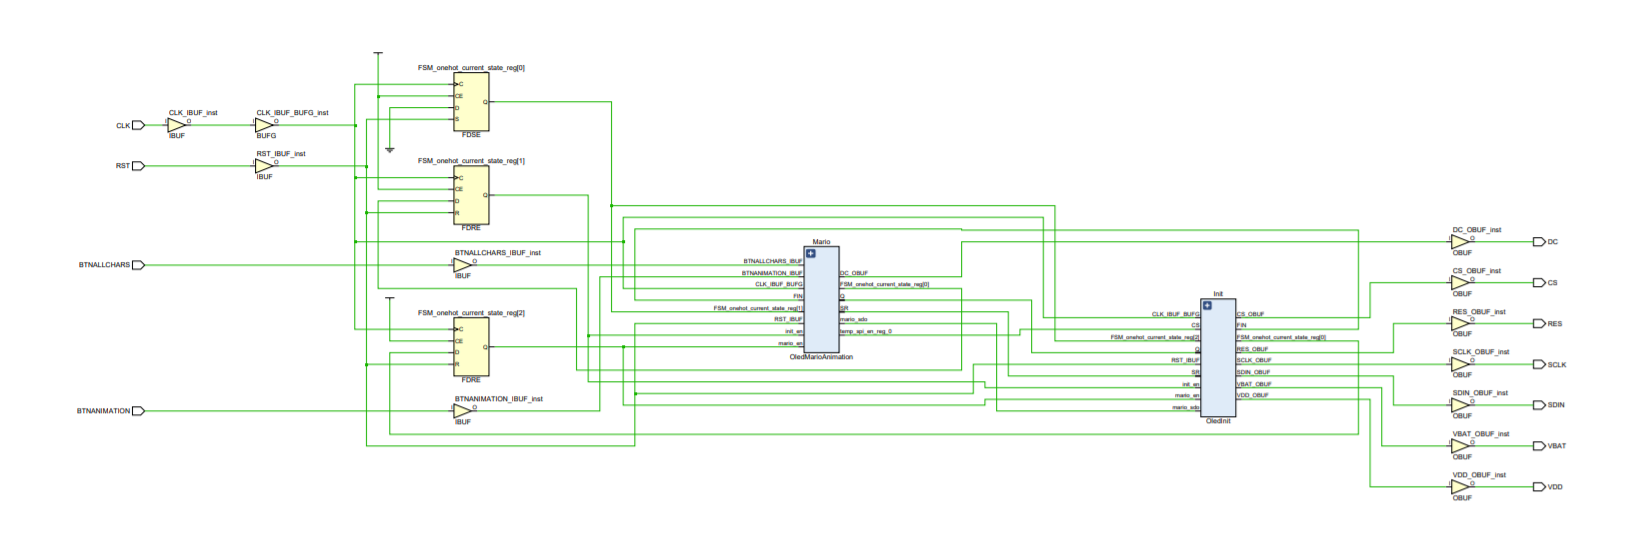 FSM_onehot_current_state_reg[0]
C
CE
D
S
Q
FDSE
CLK
CLK_IBUF_inst
I
O
IBUF
CLK_IBUF_BUFG_inst
I
O
BUFG
RST
RST_IBUF_inst
I
O
IBUF
FSM_onehot_current_state_reg[1]
C
CE
D
R
Q
FDRE
BTNALLCHARS
BTNALLCHARS_IBUF_inst
I
O
IBUF
FSM_onehot_current_state_reg[2]
C
CE
D
R
Q
FDRE
BTNANIMATION
BTNANIMATION_IBUF_inst
I
O
IBUF
Mario
BTNALLCHARS_IBUF
BTNANIMATION_IBUF
CLK_IBUF_BUFG
FIN
FSM_onehot_current_state_reg[1]
RST_IBUF
init_en
mario_en
DC_OBUF
FSM_onehot_current_state_reg[0]
Q
SR
mario_sdo
temp_spi_en_reg_0
OledMarioAnimation
Init
CLK_IBUF_BUFG
CS
FSM_onehot_current_state_reg[2]
Q
RST_IBUF
SR
init_en
mario_en
mario_sdo
CS_OBUF
FIN
FSM_onehot_current_state_reg[0]
RES_OBUF
SCLK_OBUF
SDIN_OBUF
VBAT_OBUF
VDD_OBUF
OledInit
DC_OBUF_inst
I
O
OBUF
DC
CS_OBUF_inst
I
O
OBUF
CS
RES_OBUF_inst
I
O
OBUF
RES
SCLK_OBUF_inst
I
O
OBUF
SCLK
SDIN_OBUF_inst
I
O
OBUF
SDIN
VBAT_OBUF_inst
I
O
OBUF
VBAT
VDD_OBUF_inst
I
O
OBUF
VDD